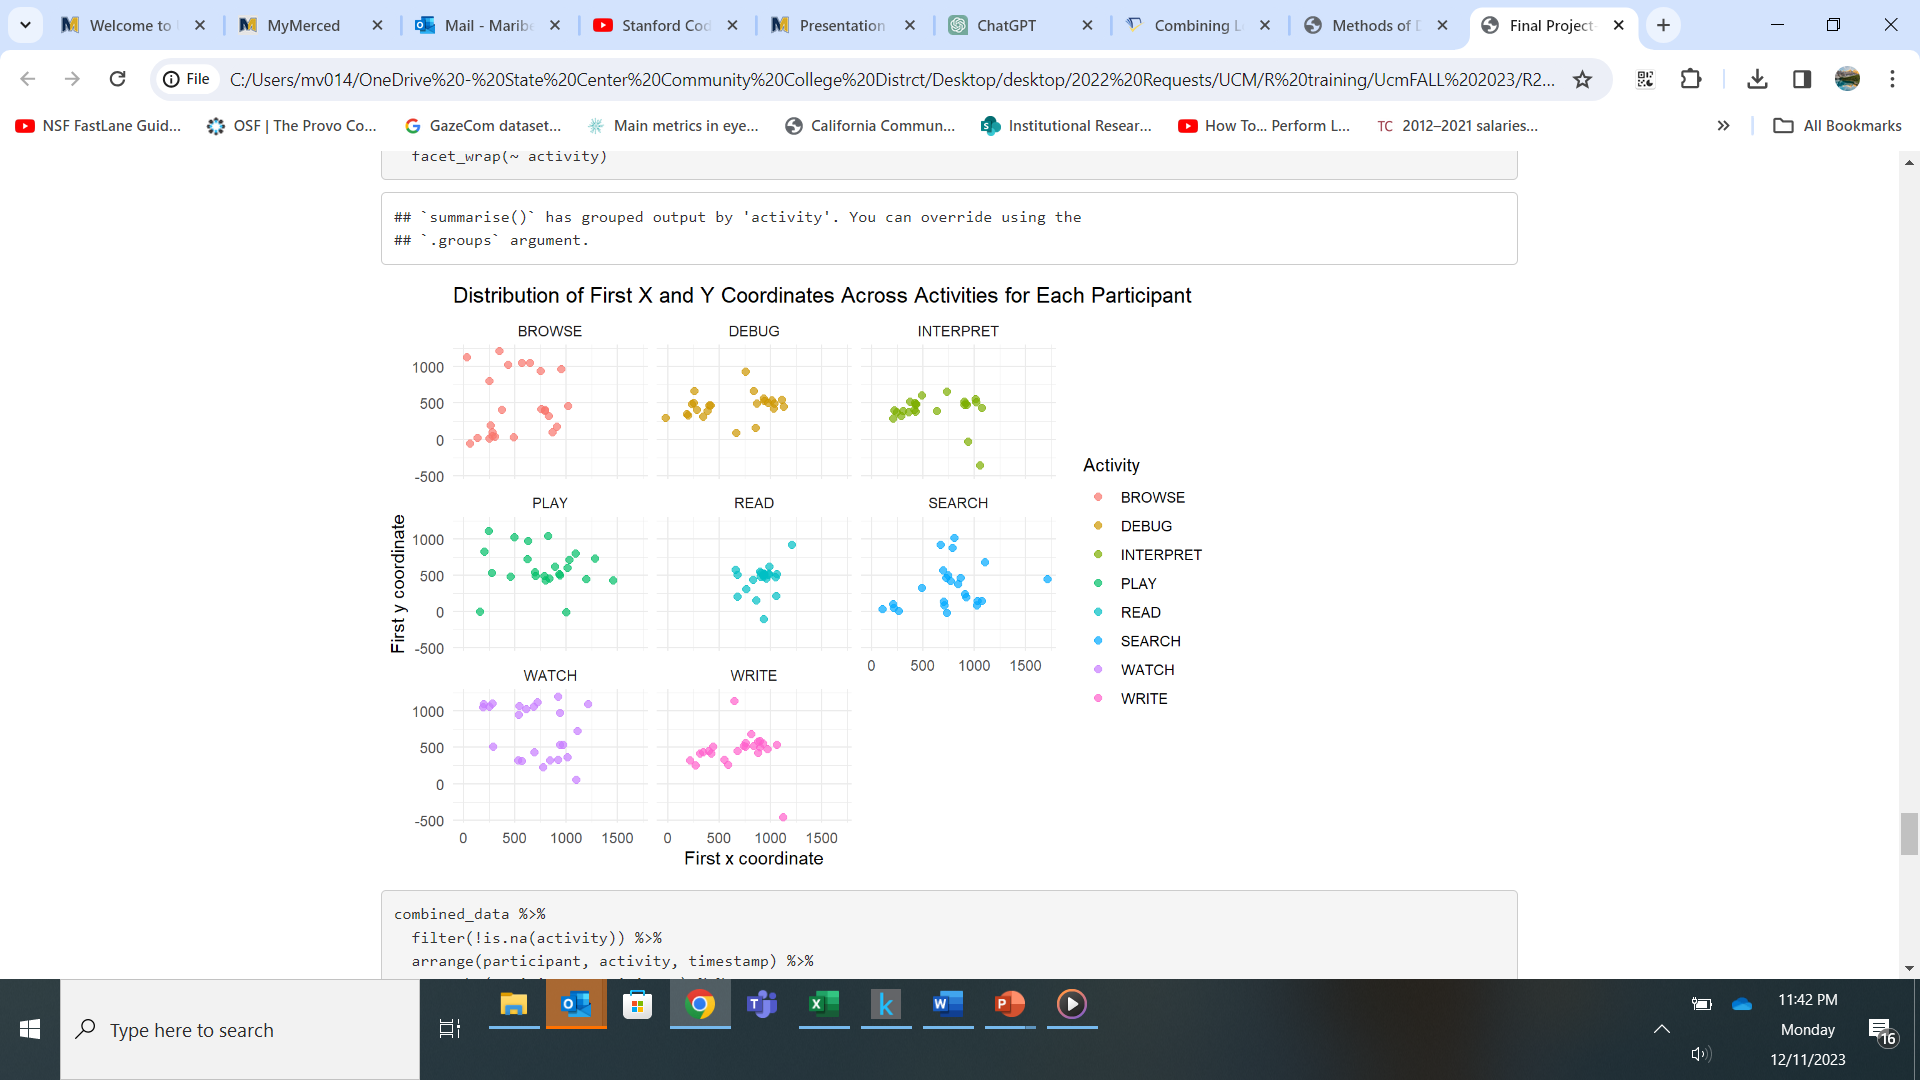 Welcome to
MyMerced
Mail - Maribe
Stanford Cod
Presentation
ChatGPT
Combining L
Methods of D
Final Project
File
C:/Users/mv014/OneDrive%20-%20State%20Center%20Community%20College%20Distrct/Desktop/desktop/2022%20Requests/UCM/R%20training/UcmFALL%202023/R2...
NSF FastLane Guid...
OSF | The Provo Co...
GazeCom dataset...
Main metrics in eye...
California Commun...
Institutional Resear...
How To... Perform L...
TC 2012–2021 salaries...
»
All Bookmarks
facet_wrap(~ activity)
## `summarise()` has grouped output by 'activity'. You can override using the
## `.groups` argument.
Distribution of First X and Y Coordinates Across Activities for Each Participant
BROWSE
DEBUG
INTERPRET
1000
500
0
-500
PLAY
READ
SEARCH
1000
500
0
-500
0 500 1000 1500
WATCH
WRITE
1000
500
0
-500
0 500 1000 1500
0 500 1000 1500
First x coordinate
First y coordinate
Activity
BROWSE
DEBUG
INTERPRET
PLAY
READ
SEARCH
WATCH
WRITE
combined_data %>%
filter(!is.na(activity)) %>%
arrange(participant, activity, timestamp) %>%
Type here to search
11:42 PM
Monday
12/11/2023
16